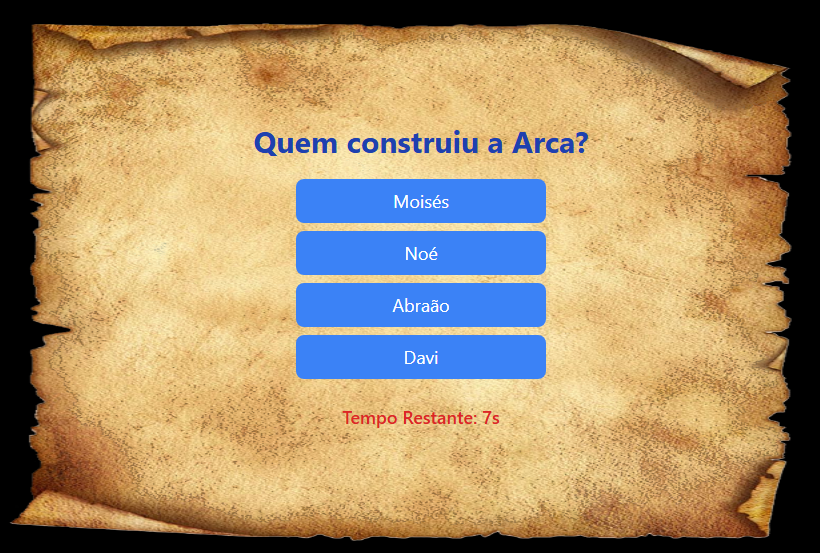 Quem construiu a Arca?
Moisés
Noé
Abraão
Davi
Tempo Restante: 7s